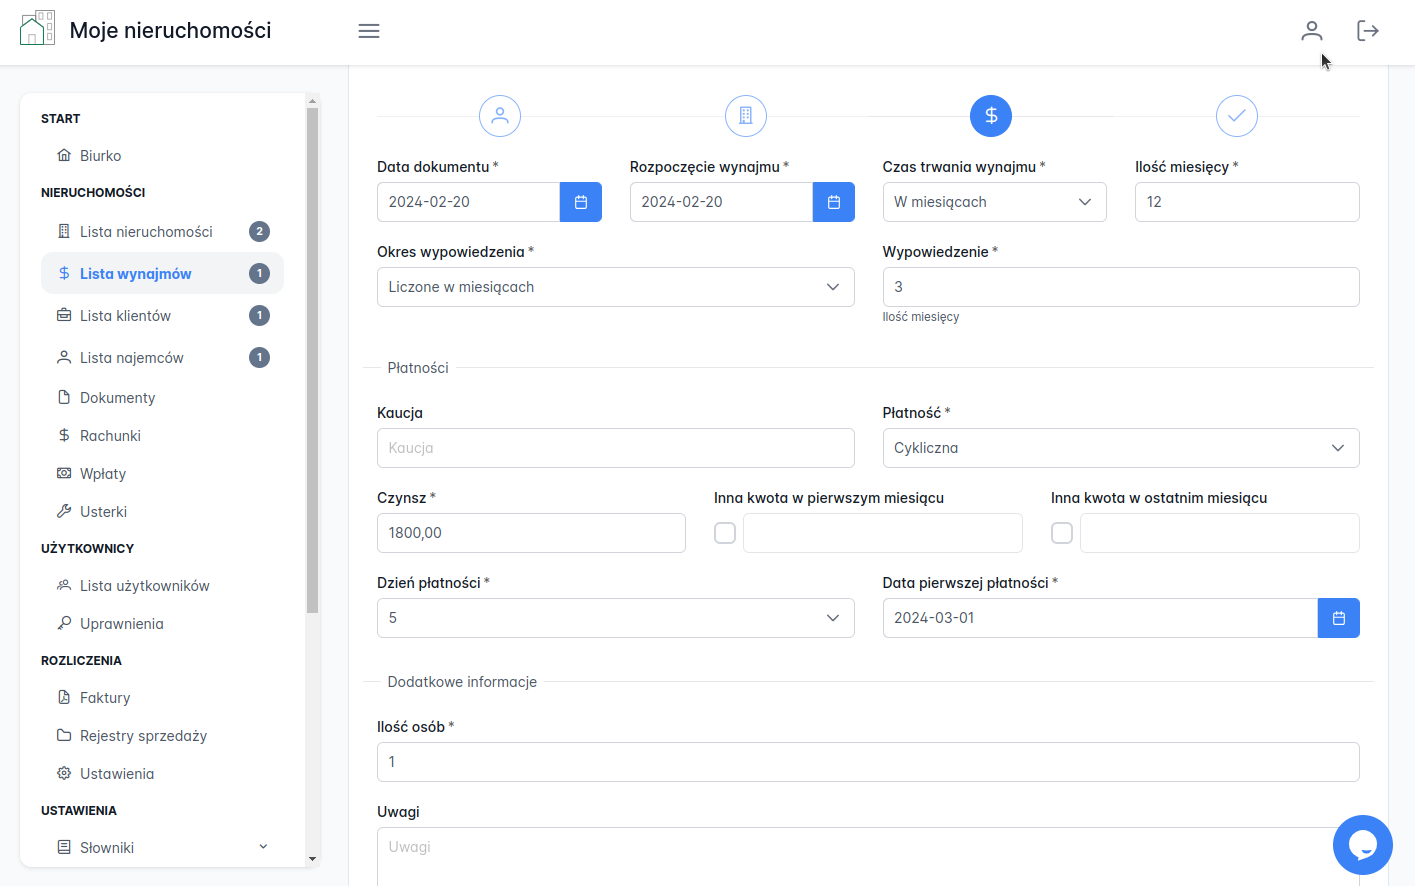 Moje nieruchomości
START
Biurko
NIERUCHOMOŚCI
Lista nieruchomości 2
Lista wynajmów 1
Lista klientów 1
Lista najemców 1
Dokumenty
Rachunki
Wpłaty
Usterki
UŻYTKOWNICY
Lista użytkowników
Uprawnienia
ROZLICZENIA
Faktury
Rejestry sprzedaży
Ustawienia
USTAWIENIA
Słowniki
Data dokumentu * Rozpoczęcie wynajmu * Czas trwania wynajmu * Ilość miesięcy *
2024-02-20 2024-02-20 W miesiącach 12
Okres wypowiedzenia * Wypowiedzenie *
Liczone w miesiącach 3
Ilość miesięcy
Płatności
Kaucja Płatność *
Kaucja Cykliczna
Czynsz * Inna kwota w pierwszym miesiącu Inna kwota w ostatnim miesiącu
1800,00
Dzień płatności * Data pierwszej płatności *
5 2024-03-01
Dodatkowe informacje
Ilość osób *
1
Uwagi
Uwagi